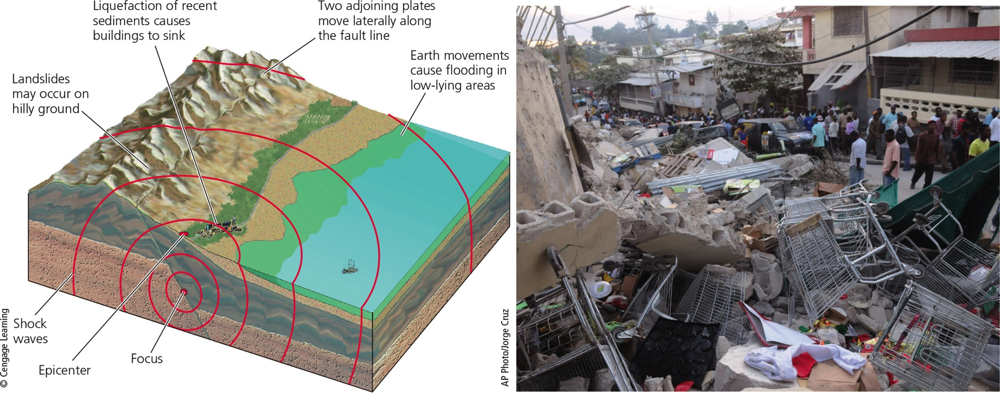 Liquefaction of recent
sediments causes
buildings to sink
Two adjoining plates
move laterally along
the fault line
Earth movements
cause flooding in
low-lying areas
Landslides
may occur on
hilly ground
Shock
waves
Epicenter
Focus
© Cengage Learning
AP Photo/Jorge Cruz